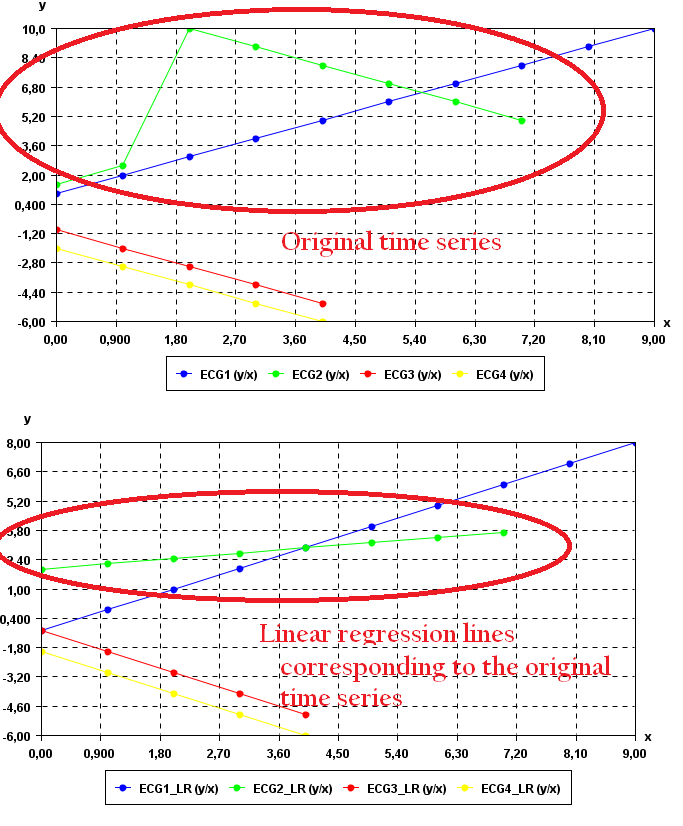 y
10,0
8,40
6,80
5,20
3,60
2,00
0,400
-1,20
-2,80
-4,40
-6,00
Original time series
x
0,00 0,900 1,80 2,70 3,60 4,50 5,40 6,30 7,20 8,10 9,00
ECG1 (y/x) ECG2 (y/x) ECG3 (y/x) ECG4 (y/x)
y
8,00
6,60
5,20
3,80
2,40
1,00
0,400
-1,80
-3,20
-4,60
-6,00
Linear regression lines
corresponding to the original
time series
x
0,00 0,900 1,80 2,70 3,60 4,50 5,40 6,30 7,20 8,10 9,00
ECG1_LR (y/x) ECG2_LR (y/x) ECG3_LR (y/x) ECG4_LR (y/x)